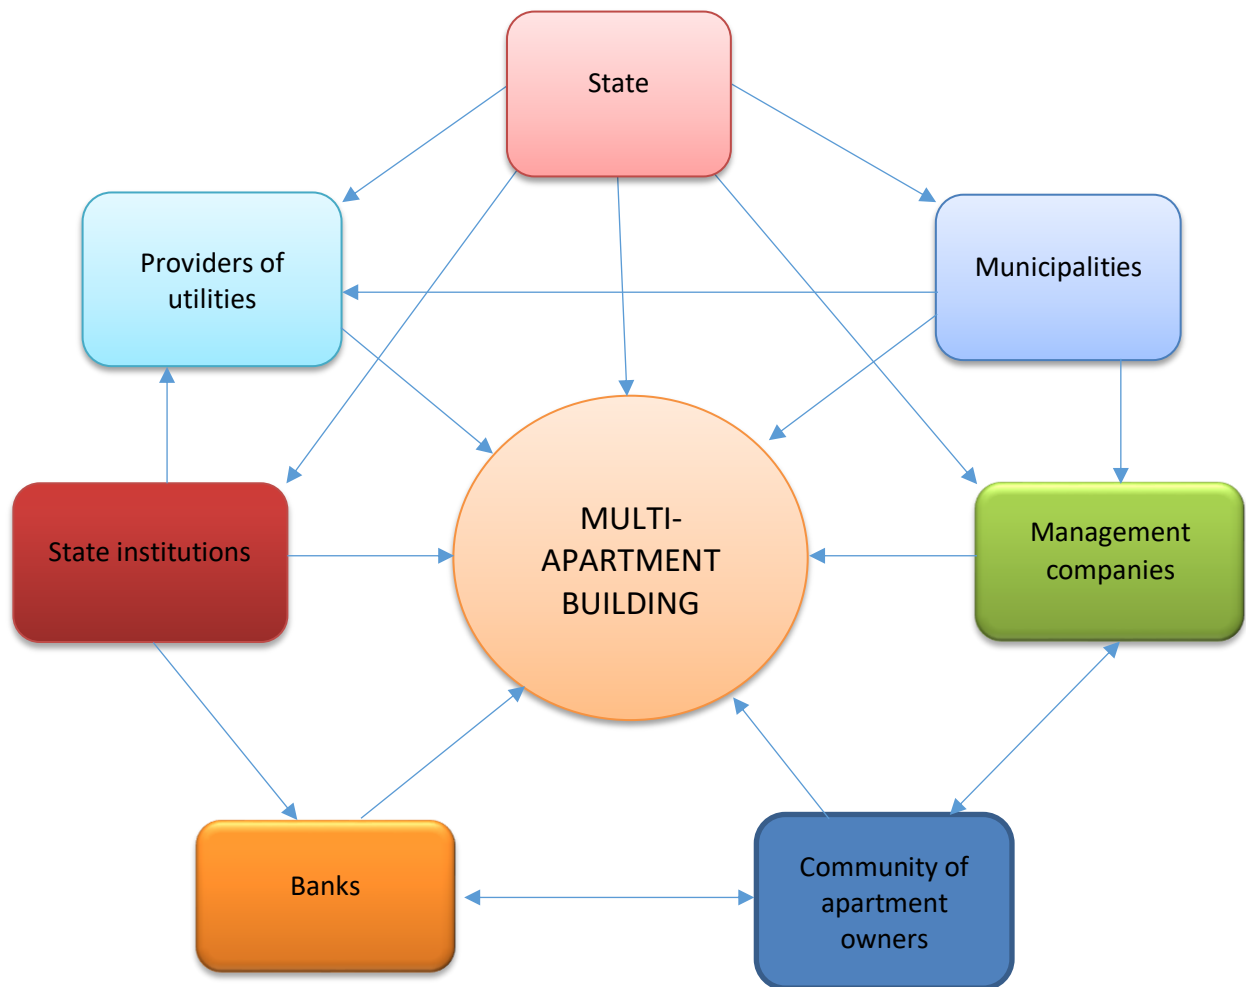 State
Providers of
utilities
Municipalities
State institutions
MULTI-
APARTMENT
BUILDING
Management
companies
Banks
Community of
apartment
owners